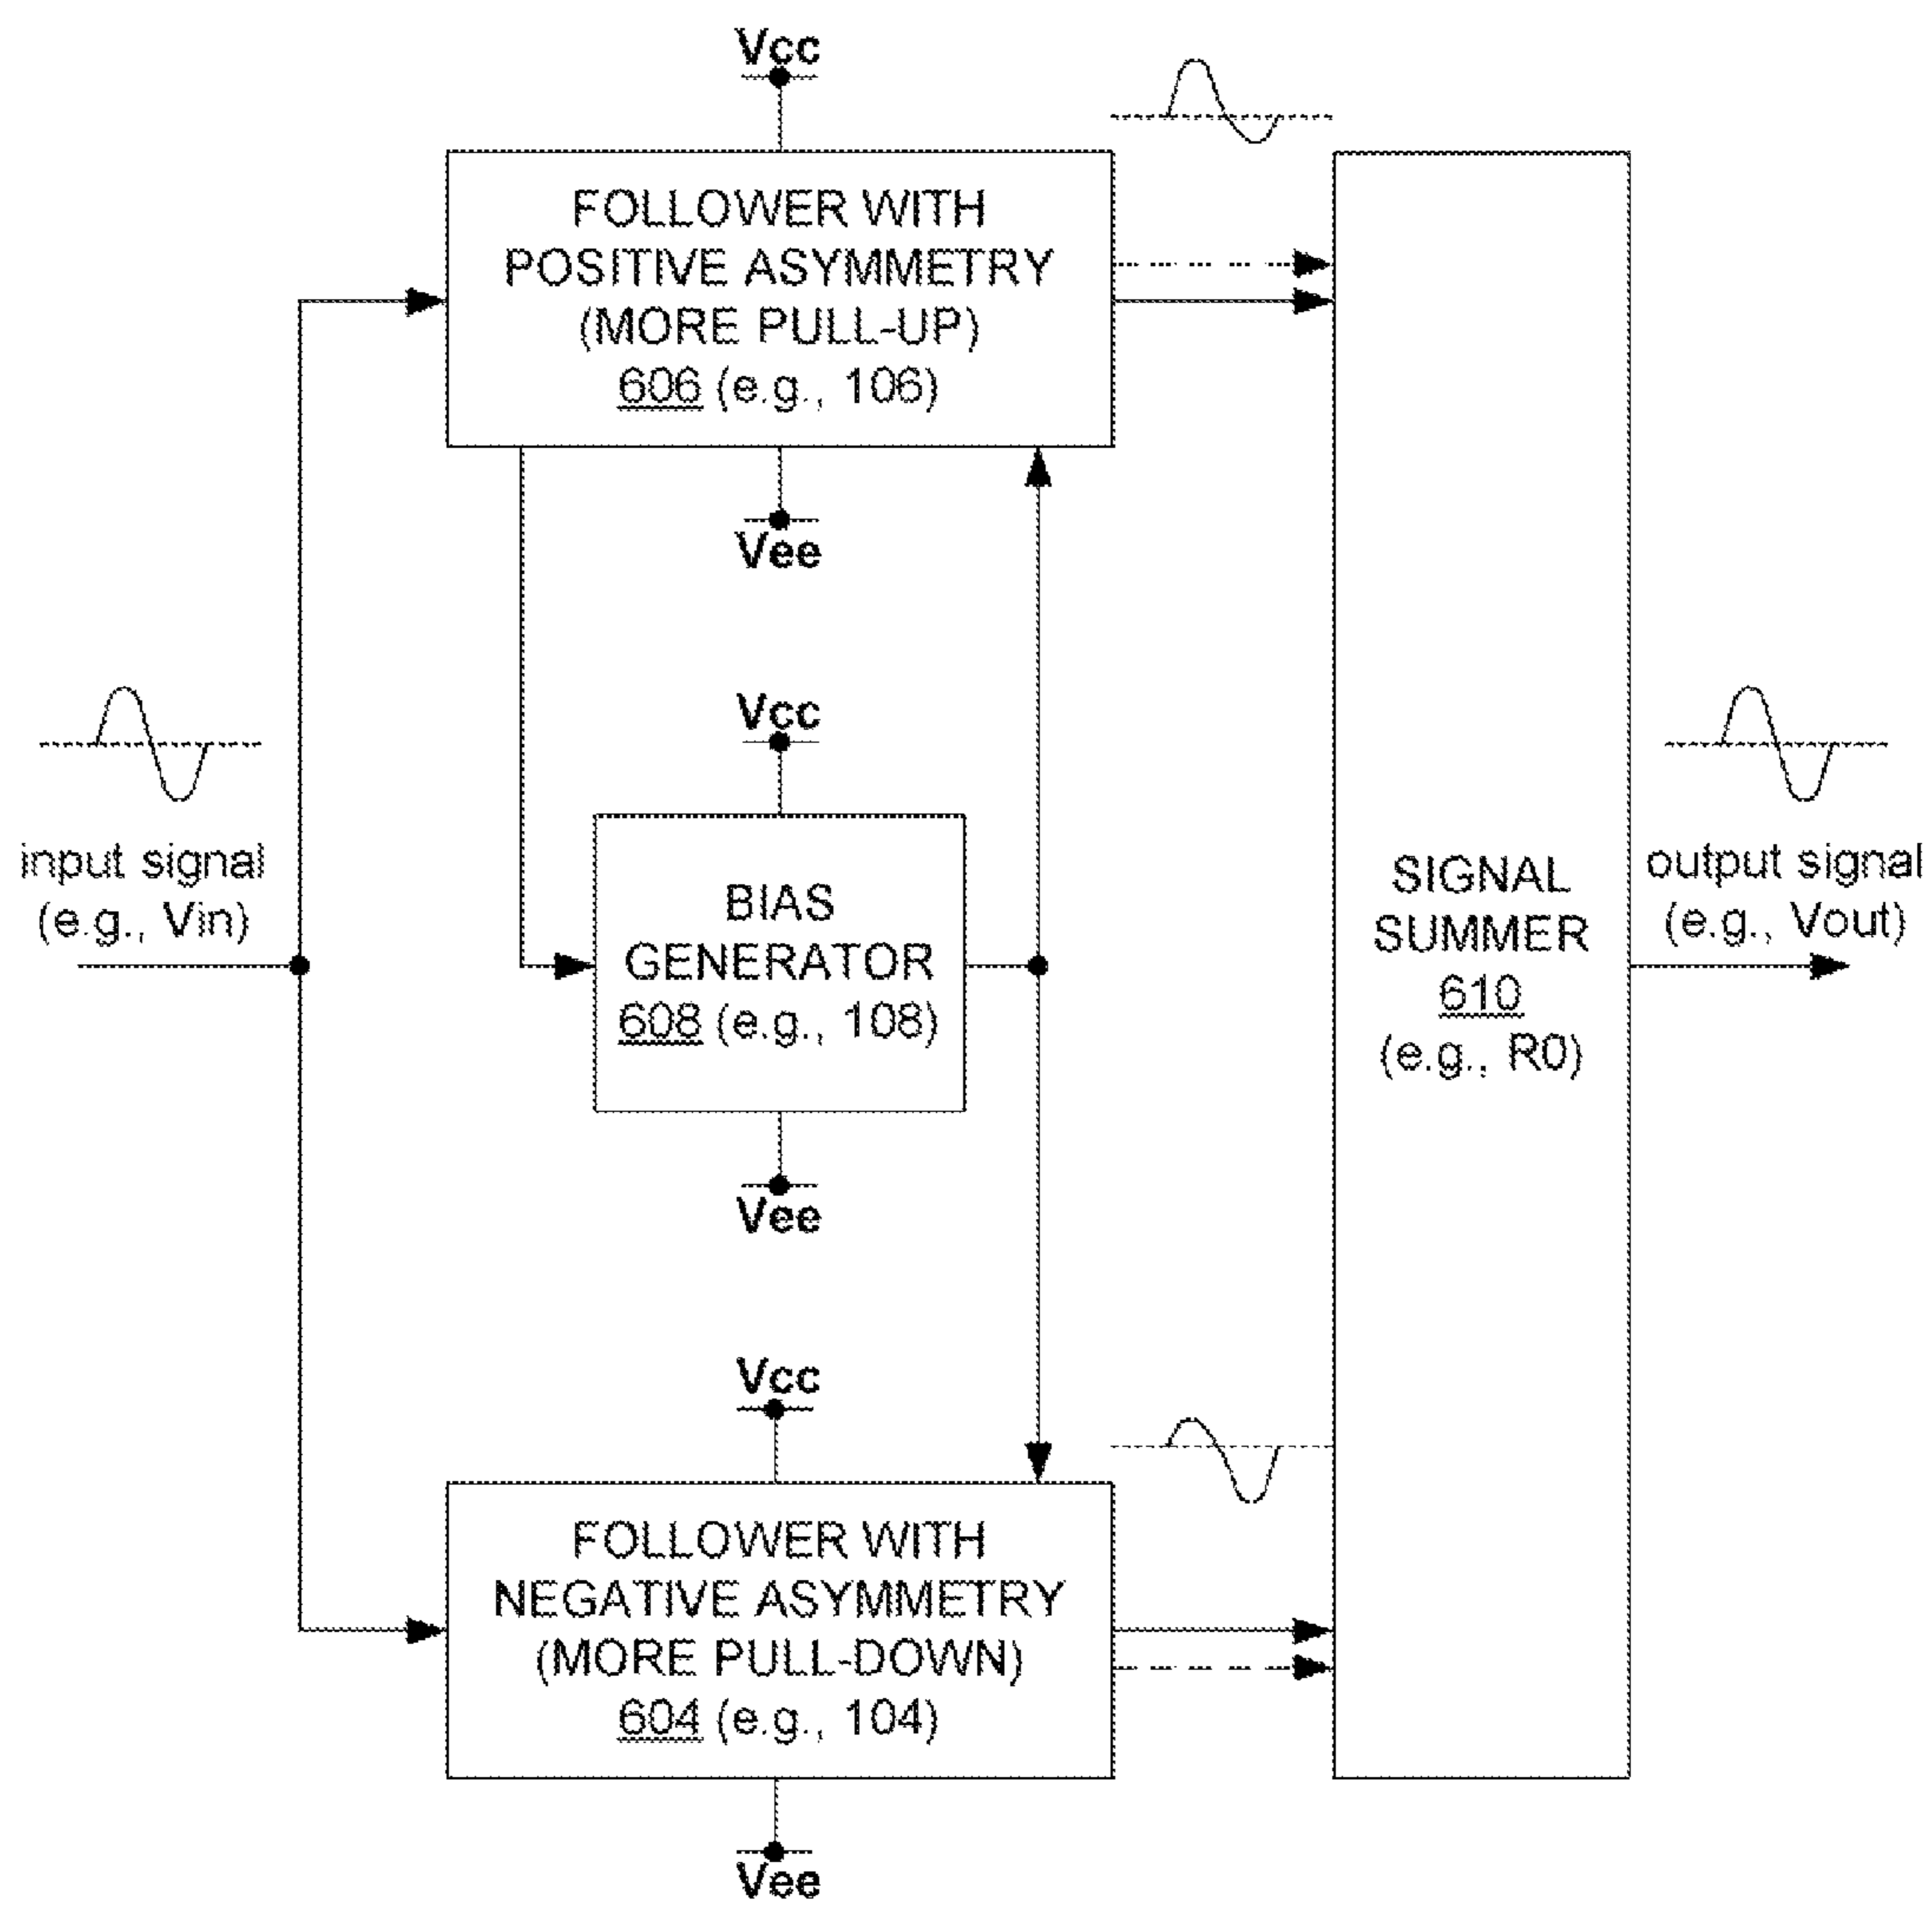 Vcc
FOLLOWER WITH
POSITIVE ASYMMETRY
(MORE PULL-UP)
606 (e.g., 106)
Vee
input signal
(e.g., Vin)
Vcc
BIAS
GENERATOR
608 (e.g., 108)
Vee
SIGNAL
SUMMER
610
(e.g., R0)
output signal
(e.g., Vout)
Vcc
FOLLOWER WITH
NEGATIVE ASYMMETRY
(MORE PULL-DOWN)
604 (e.g., 104)
Vee